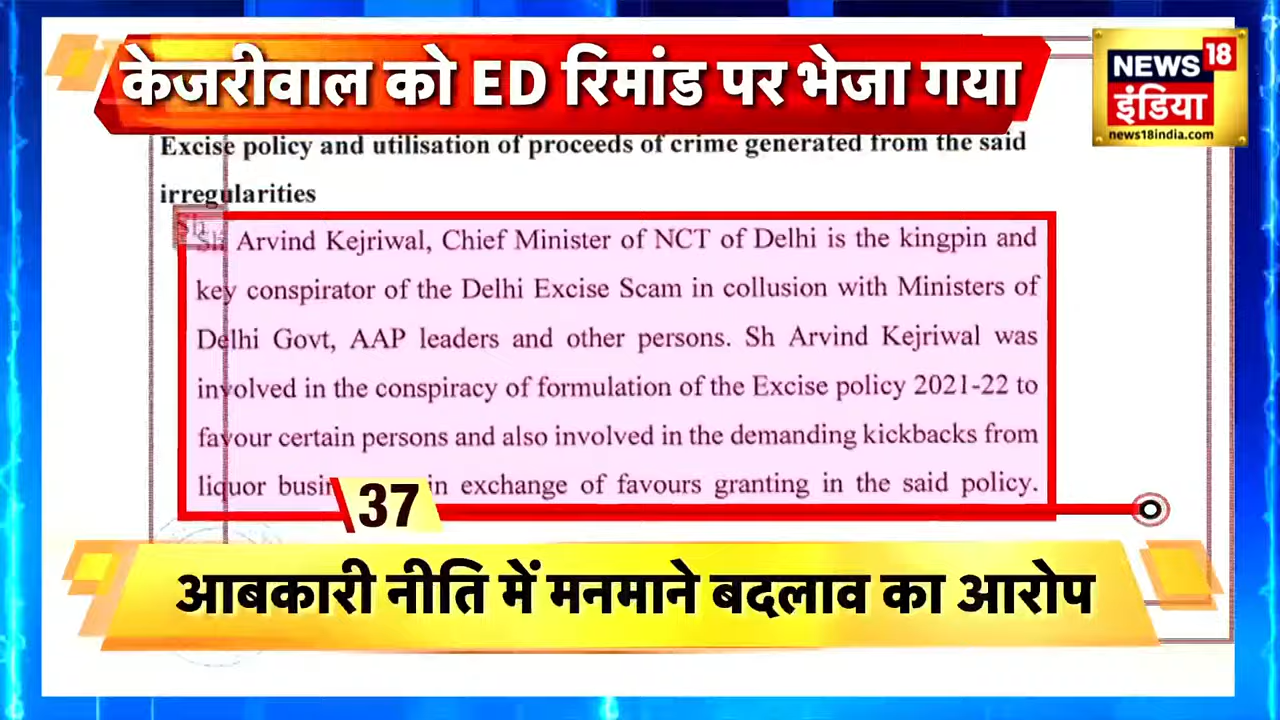 केजरीवाल को ED रिमांड पर भेजा गया
NEWS 18
इंडिया
news18india.com
Excise policy and utilisation of proceeds of crime generated from the said
irregularities
Sh
Sh Arvind Kejriwal, Chief Minister of NCT of Delhi is the kingpin and
key conspirator of the Delhi Excise Scam in collusion with Ministers of
Delhi Govt, AAP leaders and other persons. Sh Arvind Kejriwal was
involved in the conspiracy of formulation of the Excise policy 2021-22 to
favour certain persons and also involved in the demanding kickbacks from
liquor in exchange of favours granting in the said policy.
37
आबकारी नीति में मनमाने बदलाव का आरोप